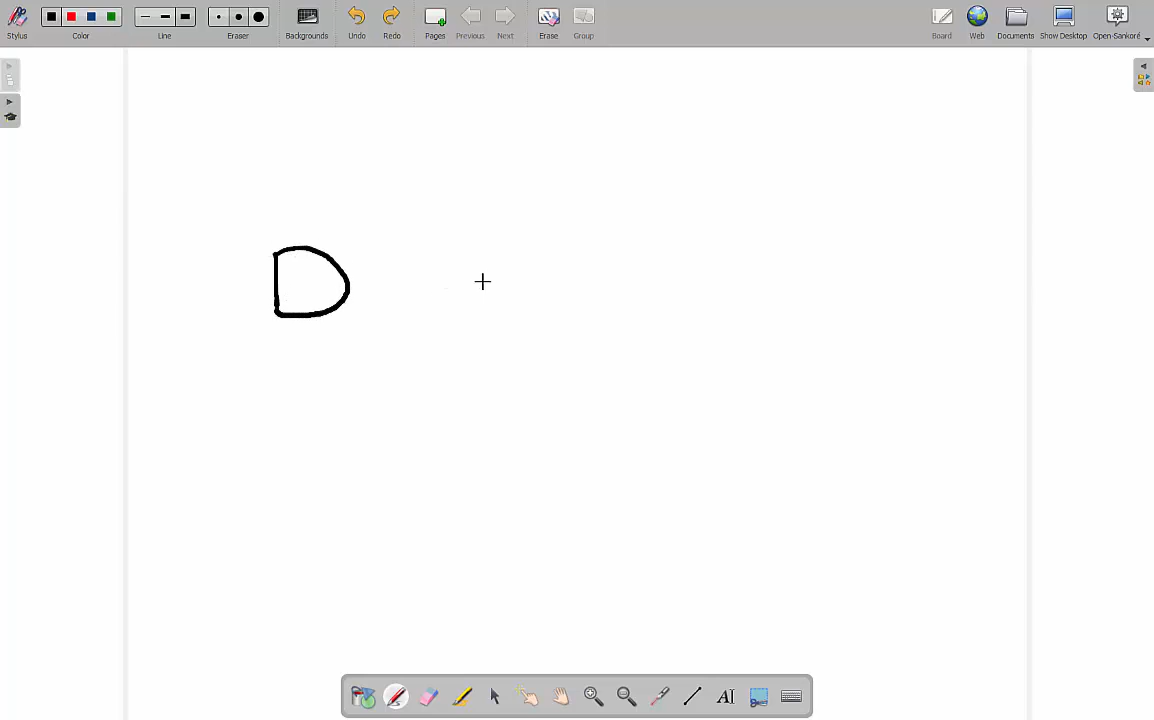 Stylus
Color
Line
Eraser
Backgrounds
Undo
Redo
Pages
Previous
Next
Erase
Group
Board
Web
Documents
Show Desktop
Open-Sankoré
D
AI